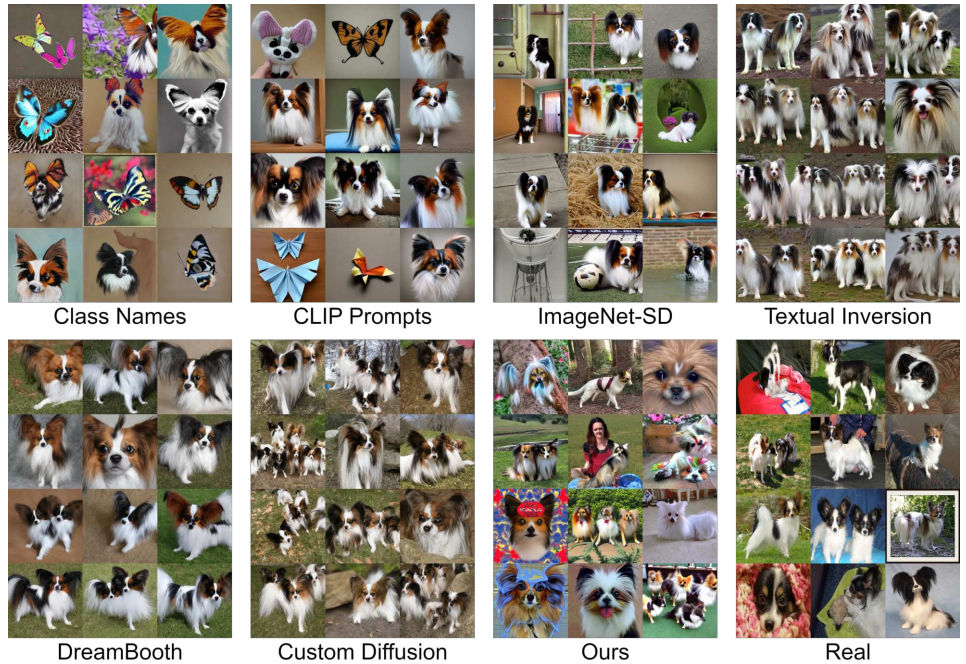 Class Names
CLIP Prompts
ImageNet-SD
Textual Inversion
DreamBooth
Custom Diffusion
Ours
Real